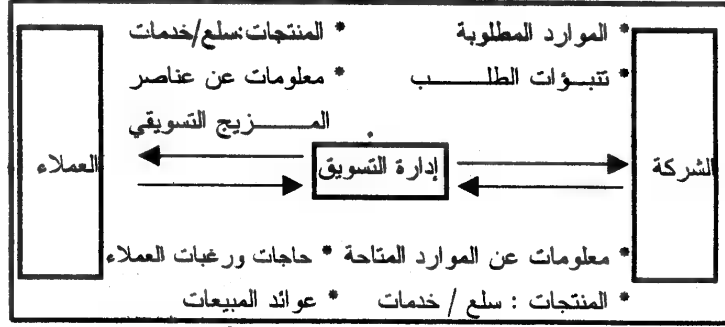 * الموارد المطلوبة * المنتجات:سلع/خدمات
* تنبؤات الطلب * معلومات عن عناصر
المزيج التسويقي
الشركة إدارة التسويق العملاء
* معلومات عن الموارد المتاحة * حاجات ورغبات العملاء
* المنتجات : سلع / خدمات * عوائد المبيعات